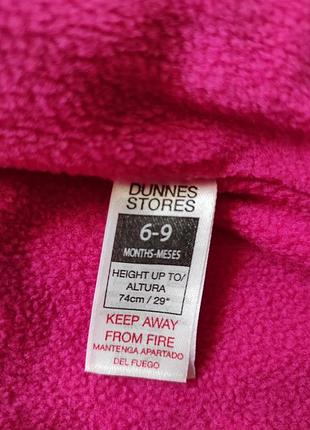 DUNNES
STORES
6-9
MONTHS-MESES
HEIGHT UP TO/
ALTURA
74cm / 29"
KEEP AWAY
FROM FIRE
MANTENGA APARTADO
DEL FUEGO